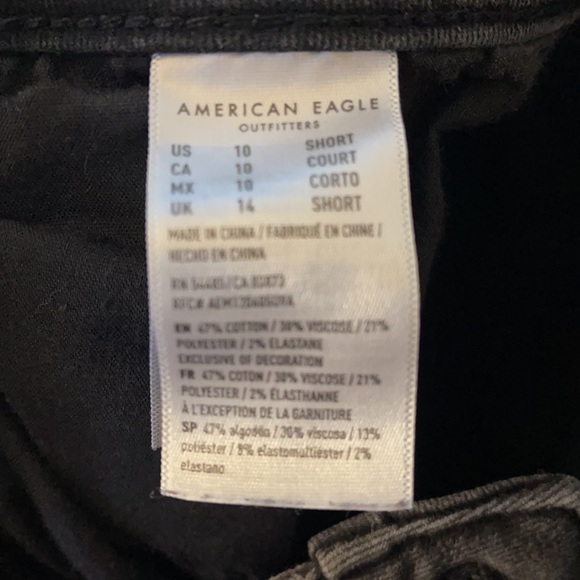 AMERICAN EAGLE
OUTFITTERS
US 10 SHORT
CA 10 COURT
MX 10 CORTO
UK 14 SHORT
MADE IN CHINA / FABRIQUÉ EN CHINE /
HECHO EN CHINA
EN 47% COTTON / 30% VISCOSE / 21%
POLYESTER / 2% ELASTANE
EXCLUSIVE OF DECORATION
FR 47% COTON / 30% VISCOSE / 21%
POLYESTER / 2% ÉLASTHANNE
À L'EXCEPTION DE LA GARNITURE
SP 47% algodón / 30% viscosa / 13%
poliéster / 8% elastomultiéster / 2%
elastano